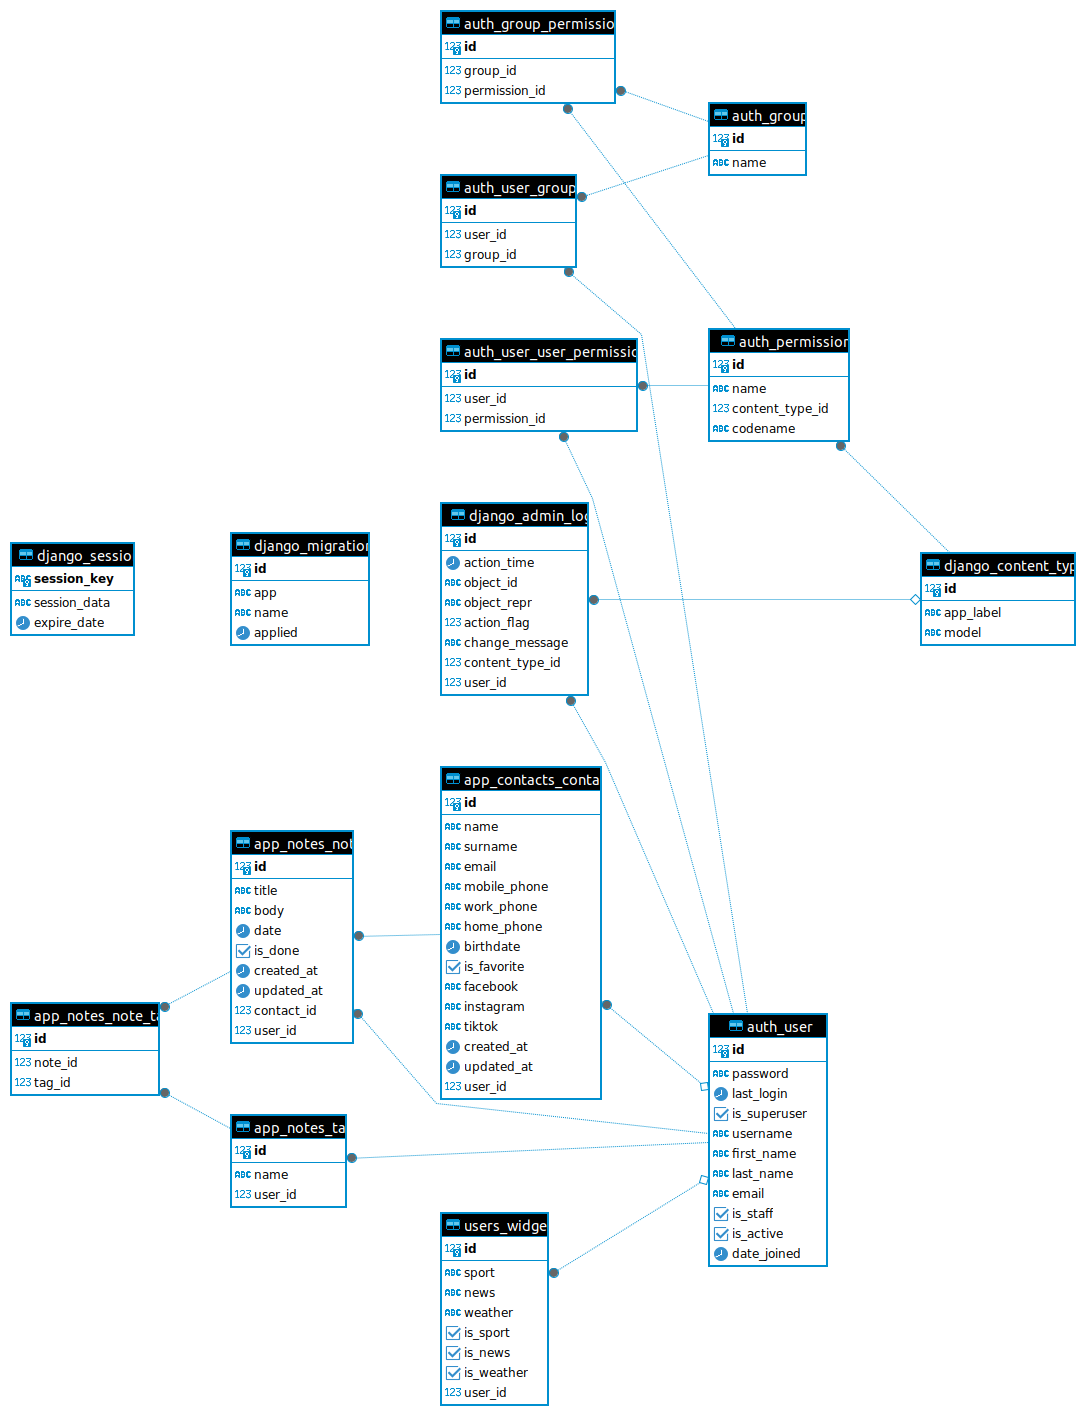 auth_group_permissio
123 id
123 group_id
123 permission_id
auth_group
123 id
ABC name
auth_user_group
123 id
123 user_id
123 group_id
auth_user_user_permissio
123 id
123 user_id
123 permission_id
auth_permission
123 id
ABC name
123 content_type_id
ABC codename
django_admin_log
123 id
action_time
ABC object_id
ABC object_repr
123 action_flag
ABC change_message
123 content_type_id
123 user_id
django_sessio
ABC session_key
ABC session_data
expire_date
django_migration
123 id
ABC app
ABC name
applied
django_content_typ
123 id
ABC app_label
ABC model
app_contacts_conta
123 id
ABC name
ABC surname
ABC email
ABC mobile_phone
ABC work_phone
ABC home_phone
birthdate
is_favorite
ABC facebook
ABC instagram
ABC tiktok
created_at
updated_at
123 user_id
app_notes_not
123 id
ABC title
ABC body
date
is_done
created_at
updated_at
123 contact_id
123 user_id
app_notes_note_ta
123 id
123 note_id
123 tag_id
app_notes_ta
123 id
ABC name
123 user_id
auth_user
123 id
ABC password
last_login
is_superuser
ABC username
ABC first_name
ABC last_name
ABC email
is_staff
is_active
date_joined
users_widge
123 id
ABC sport
ABC news
ABC weather
is_sport
is_news
is_weather
123 user_id